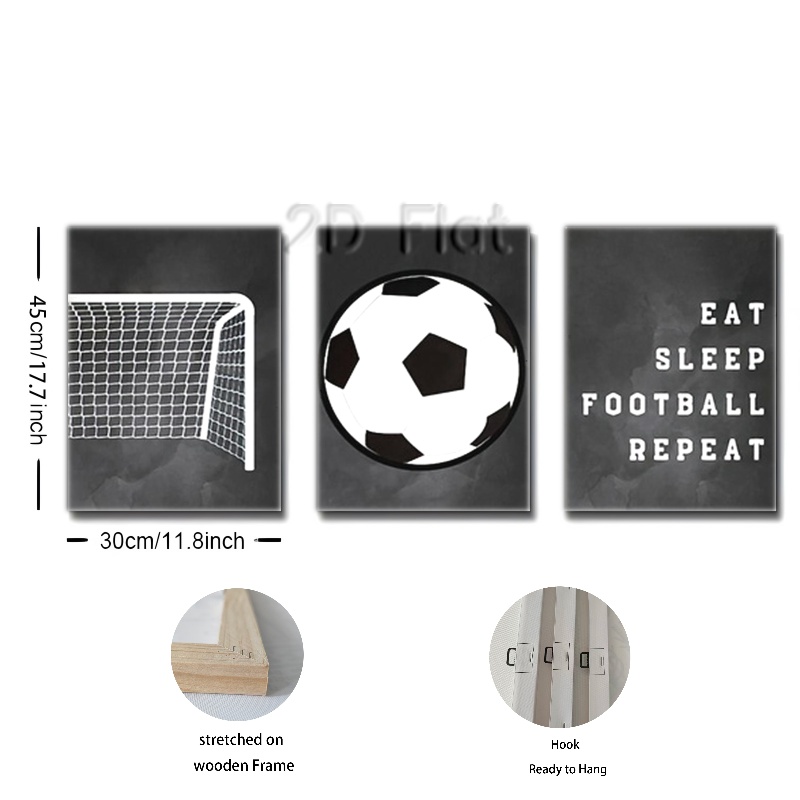 2D Flat
EAT
SLEEP
FOOTBALL
REPEAT
45cm/17.7inch
30cm/11.8inch
stretched on
wooden Frame
Hook
Ready to Hang